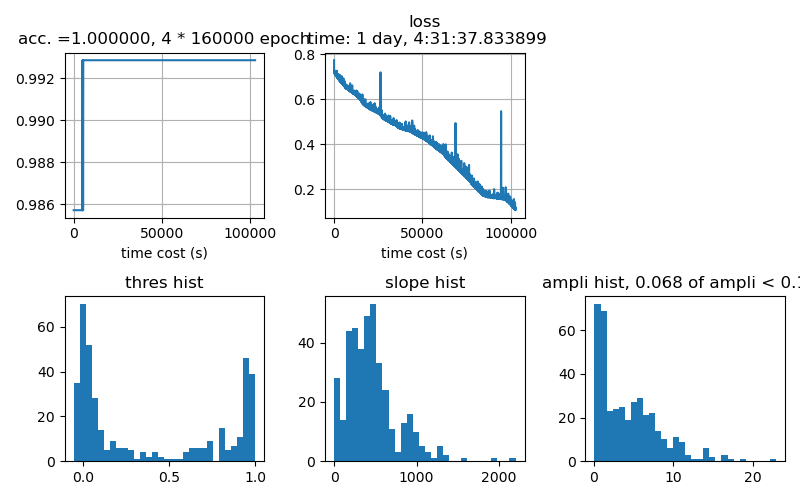 loss
acc. =1.000000, 4 * 160000 epoch
time: 1 day, 4:31:37.833899
0.992
0.990
0.988
0.986
0 50000 100000
time cost (s)
0.8
0.6
0.4
0.2
0 50000 100000
time cost (s)
thres hist
60
40
20
0
0.0 0.5 1.0
slope hist
40
20
0
0 1000 2000
ampli hist, 0.068 of ampli < 0.1
60
40
20
0
0 10 20